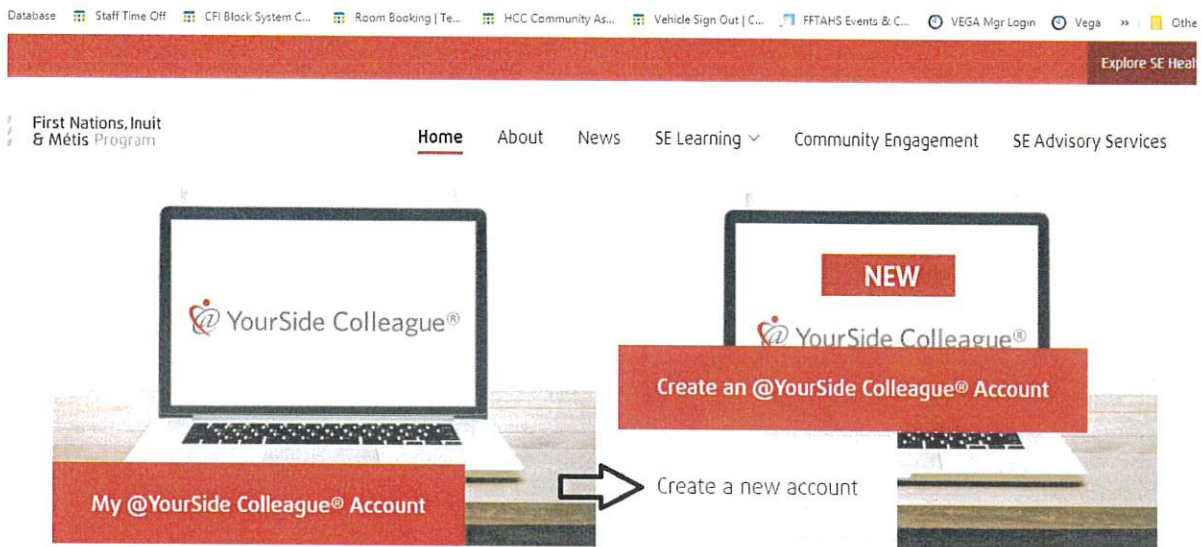 Database Staff Time Off CFI Block System C... Room Booking | Te... HCC Community As... Vehicle Sign Out | C... FFTAHS Events & C... VEGA Mgr Login Vega » Othe
Explore SE Heal
First Nations, Inuit
& Métis Program
Home About News SE Learning Community Engagement SE Advisory Services
@ YourSide Colleague®
My @YourSide Colleague® Account
NEW
@ YourSide Colleague®
Create an @YourSide Colleague® Account
Create a new account